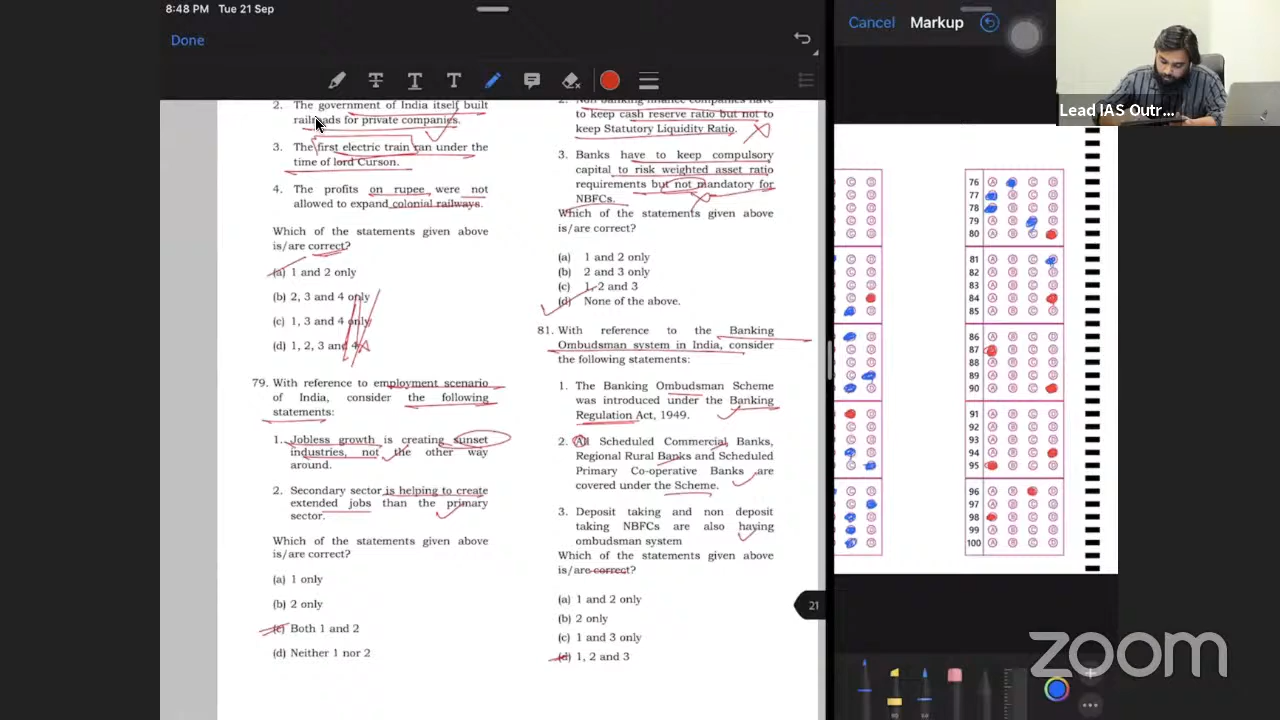 8:48 PM Tue 21 Sep
Done
Cancel Markup
Lead IAS Outr...
2. The government of India itself built
railroads for private companies.
3. The first electric train ran under the
time of lord Curson.
4. The profits on rupee were not
allowed to expand colonial railways.
Which of the statements given above
is/are correct?
(a) 1 and 2 only
(b) 2, 3 and 4 only
(c) 1, 3 and 4 only
(d) 1, 2, 3 and 4
79. With reference to employment scenario
of India, consider the following
statements:
1. Jobless growth is creating sunset
industries, not the other way
around.
2. Secondary sector is helping to create
extended jobs than the primary
sector.
Which of the statements given above
is/are correct?
(a) 1 only
(b) 2 only
(c) Both 1 and 2
(d) Neither 1 nor 2
2. Non banking finance companies have
to keep cash reserve ratio but not to
keep Statutory Liquidity Ratio.
3. Banks have to keep compulsory
capital to risk weighted asset ratio
requirements but not mandatory for
NBFCs.
Which of the statements given above
is/are correct?
(a) 1 and 2 only
(b) 2 and 3 only
(c) 1, 2 and 3
(d) None of the above.
81. With reference to the Banking
Ombudsman system in India, consider
the following statements:
1. The Banking Ombudsman Scheme
was introduced under the Banking
Regulation Act, 1949.
2. All Scheduled Commercial Banks,
Regional Rural Banks and Scheduled
Primary Co-operative Banks are
covered under the Scheme.
3. Deposit taking and non deposit
taking NBFCs are also having
ombudsman system
Which of the statements given above
is/are correct?
(a) 1 and 2 only
(b) 2 only
(c) 1 and 3 only
(d) 1, 2 and 3
21
76
77
78
79
80
81
82
83
84
85
86
87
88
89
90
91
92
93
94
95
96
97
98
99
100
zoom